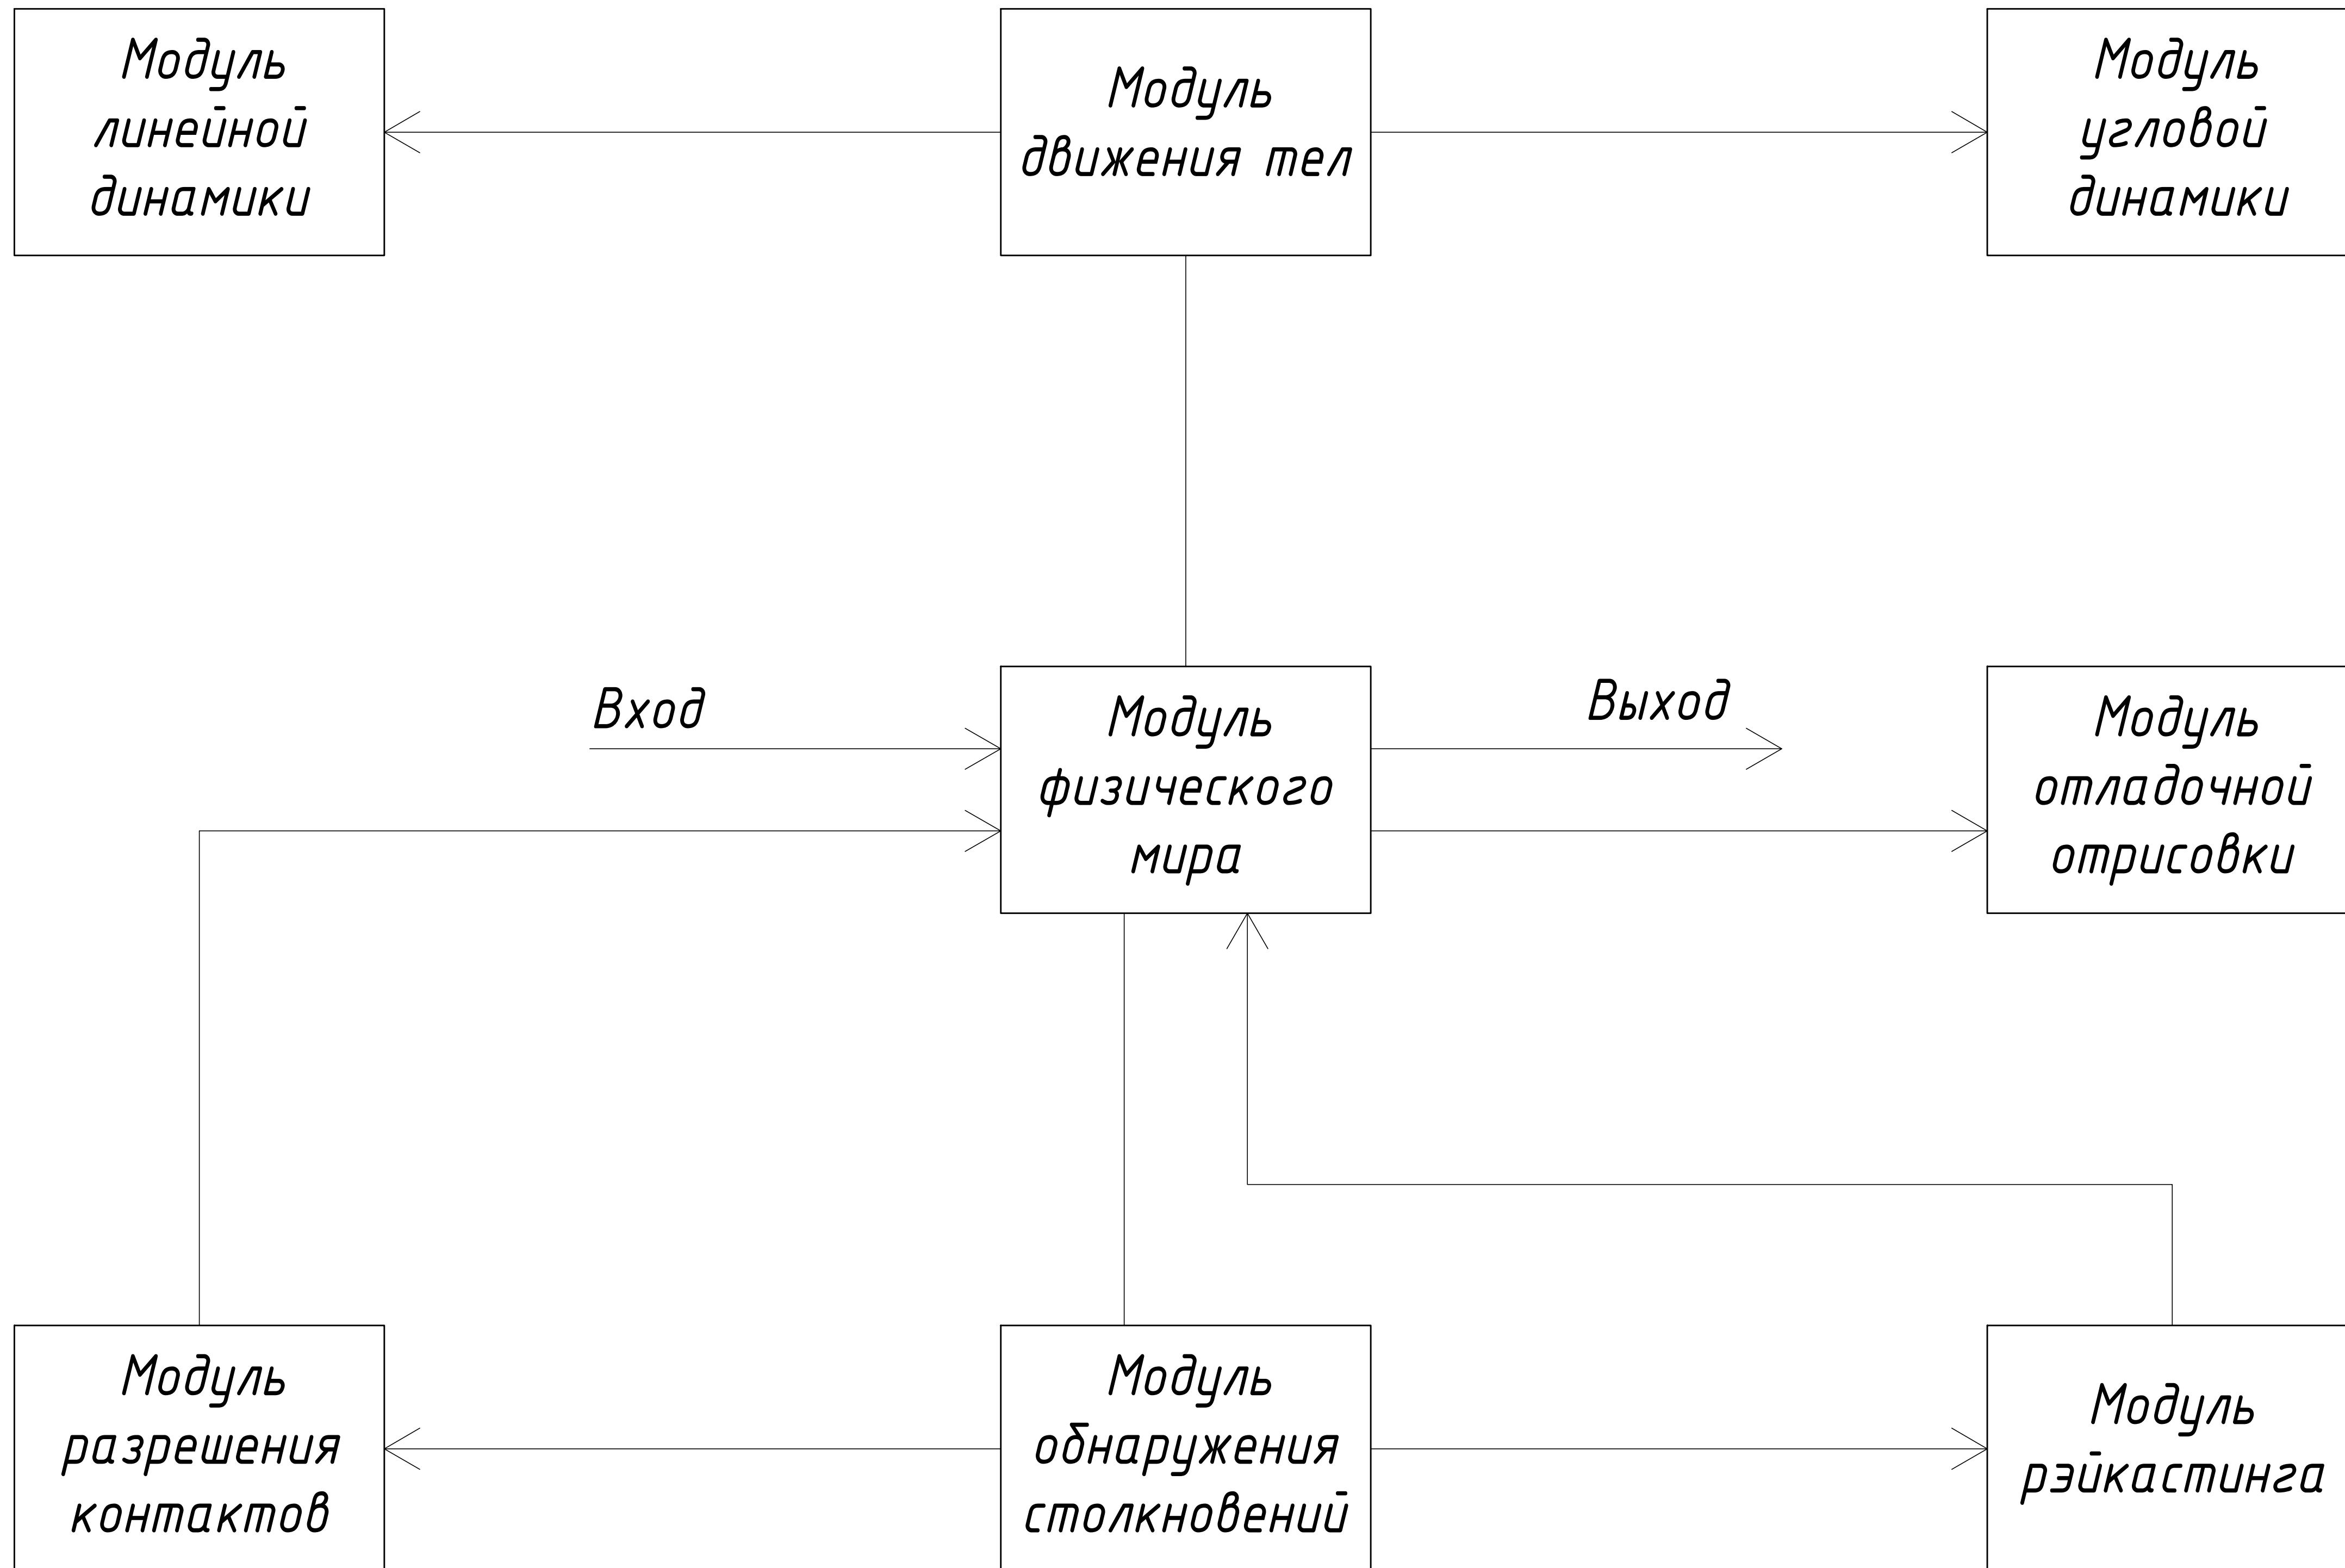 Модуль
линейной
динамики
Модуль
движения тел
Модуль
угловой
динамики
Вход
Модуль
физического
мира
Выход
Модуль
отладочной
отрисовки
Модуль
разрешения
контактов
Модуль
обнаружения
столкновений
Модуль
рэйкастинга